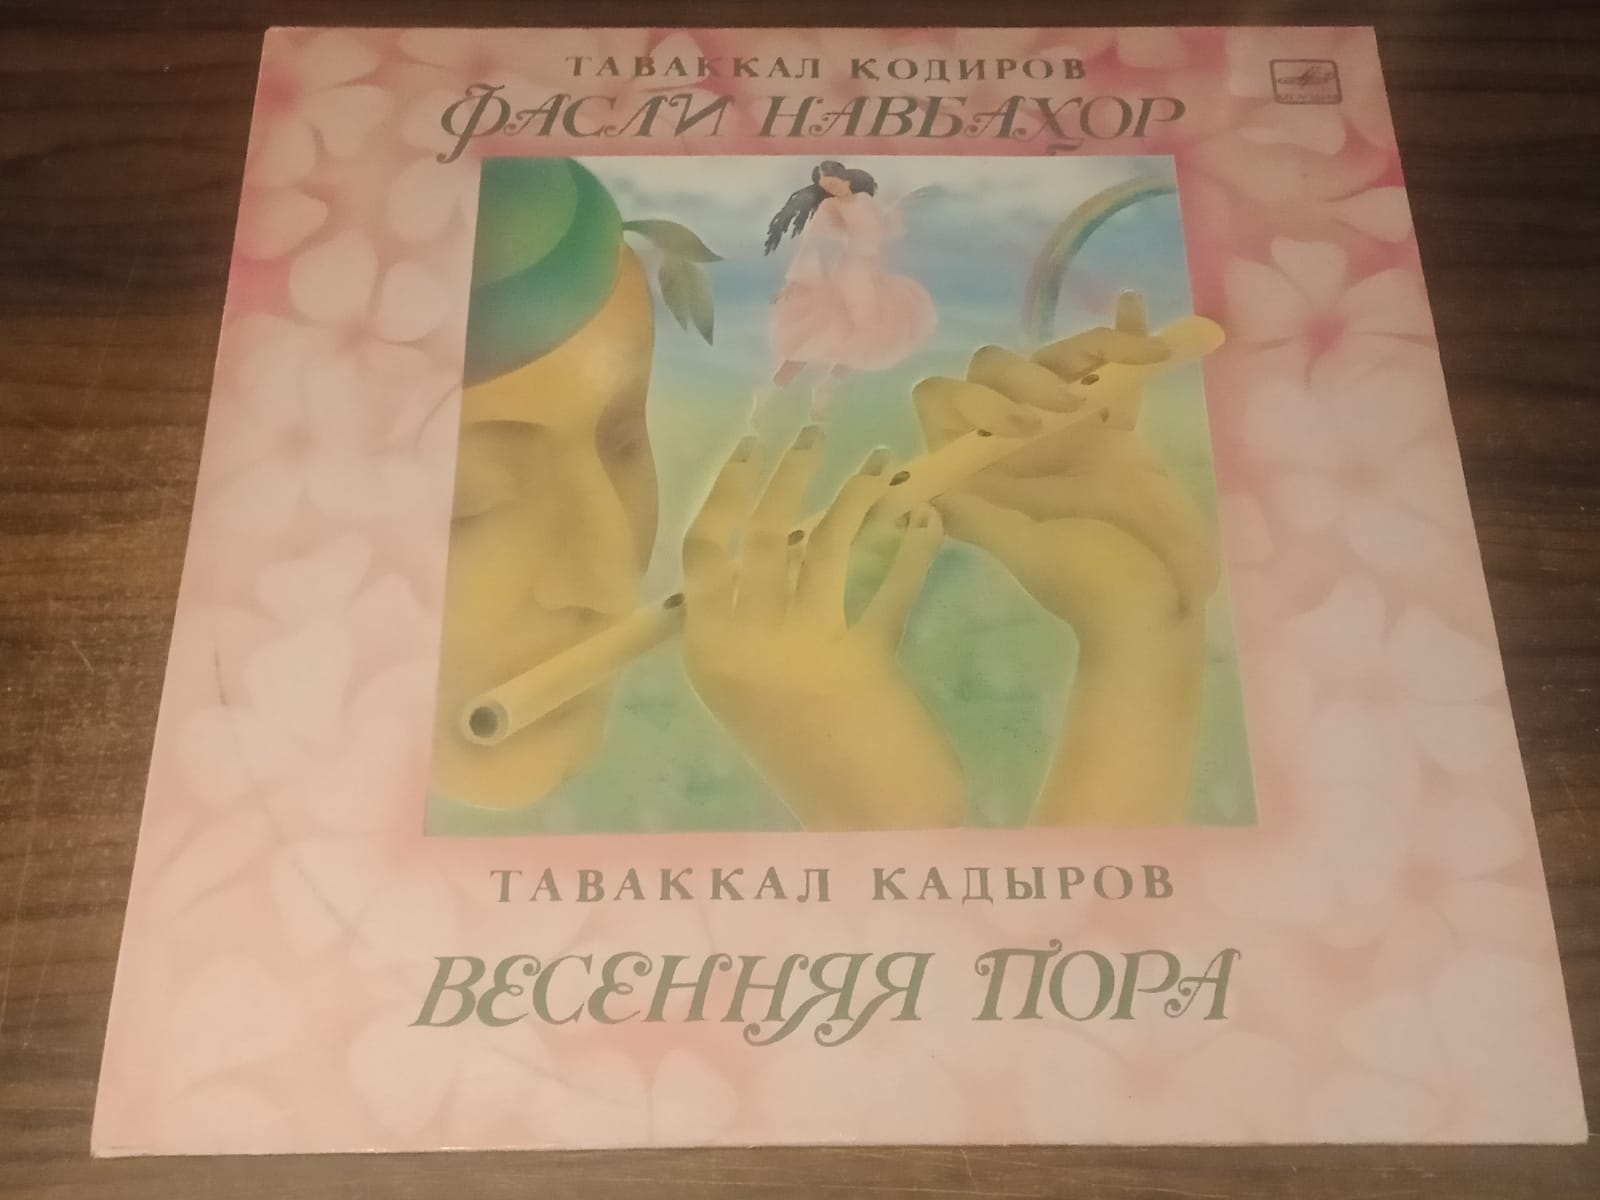 ТАВАККАЛ ҚОДИРОВ
ФАСЛИ НАВБАҲОР
ТАВАККАЛ КАДЫРОВ
ВЕСЕННЯЯ ПОРА